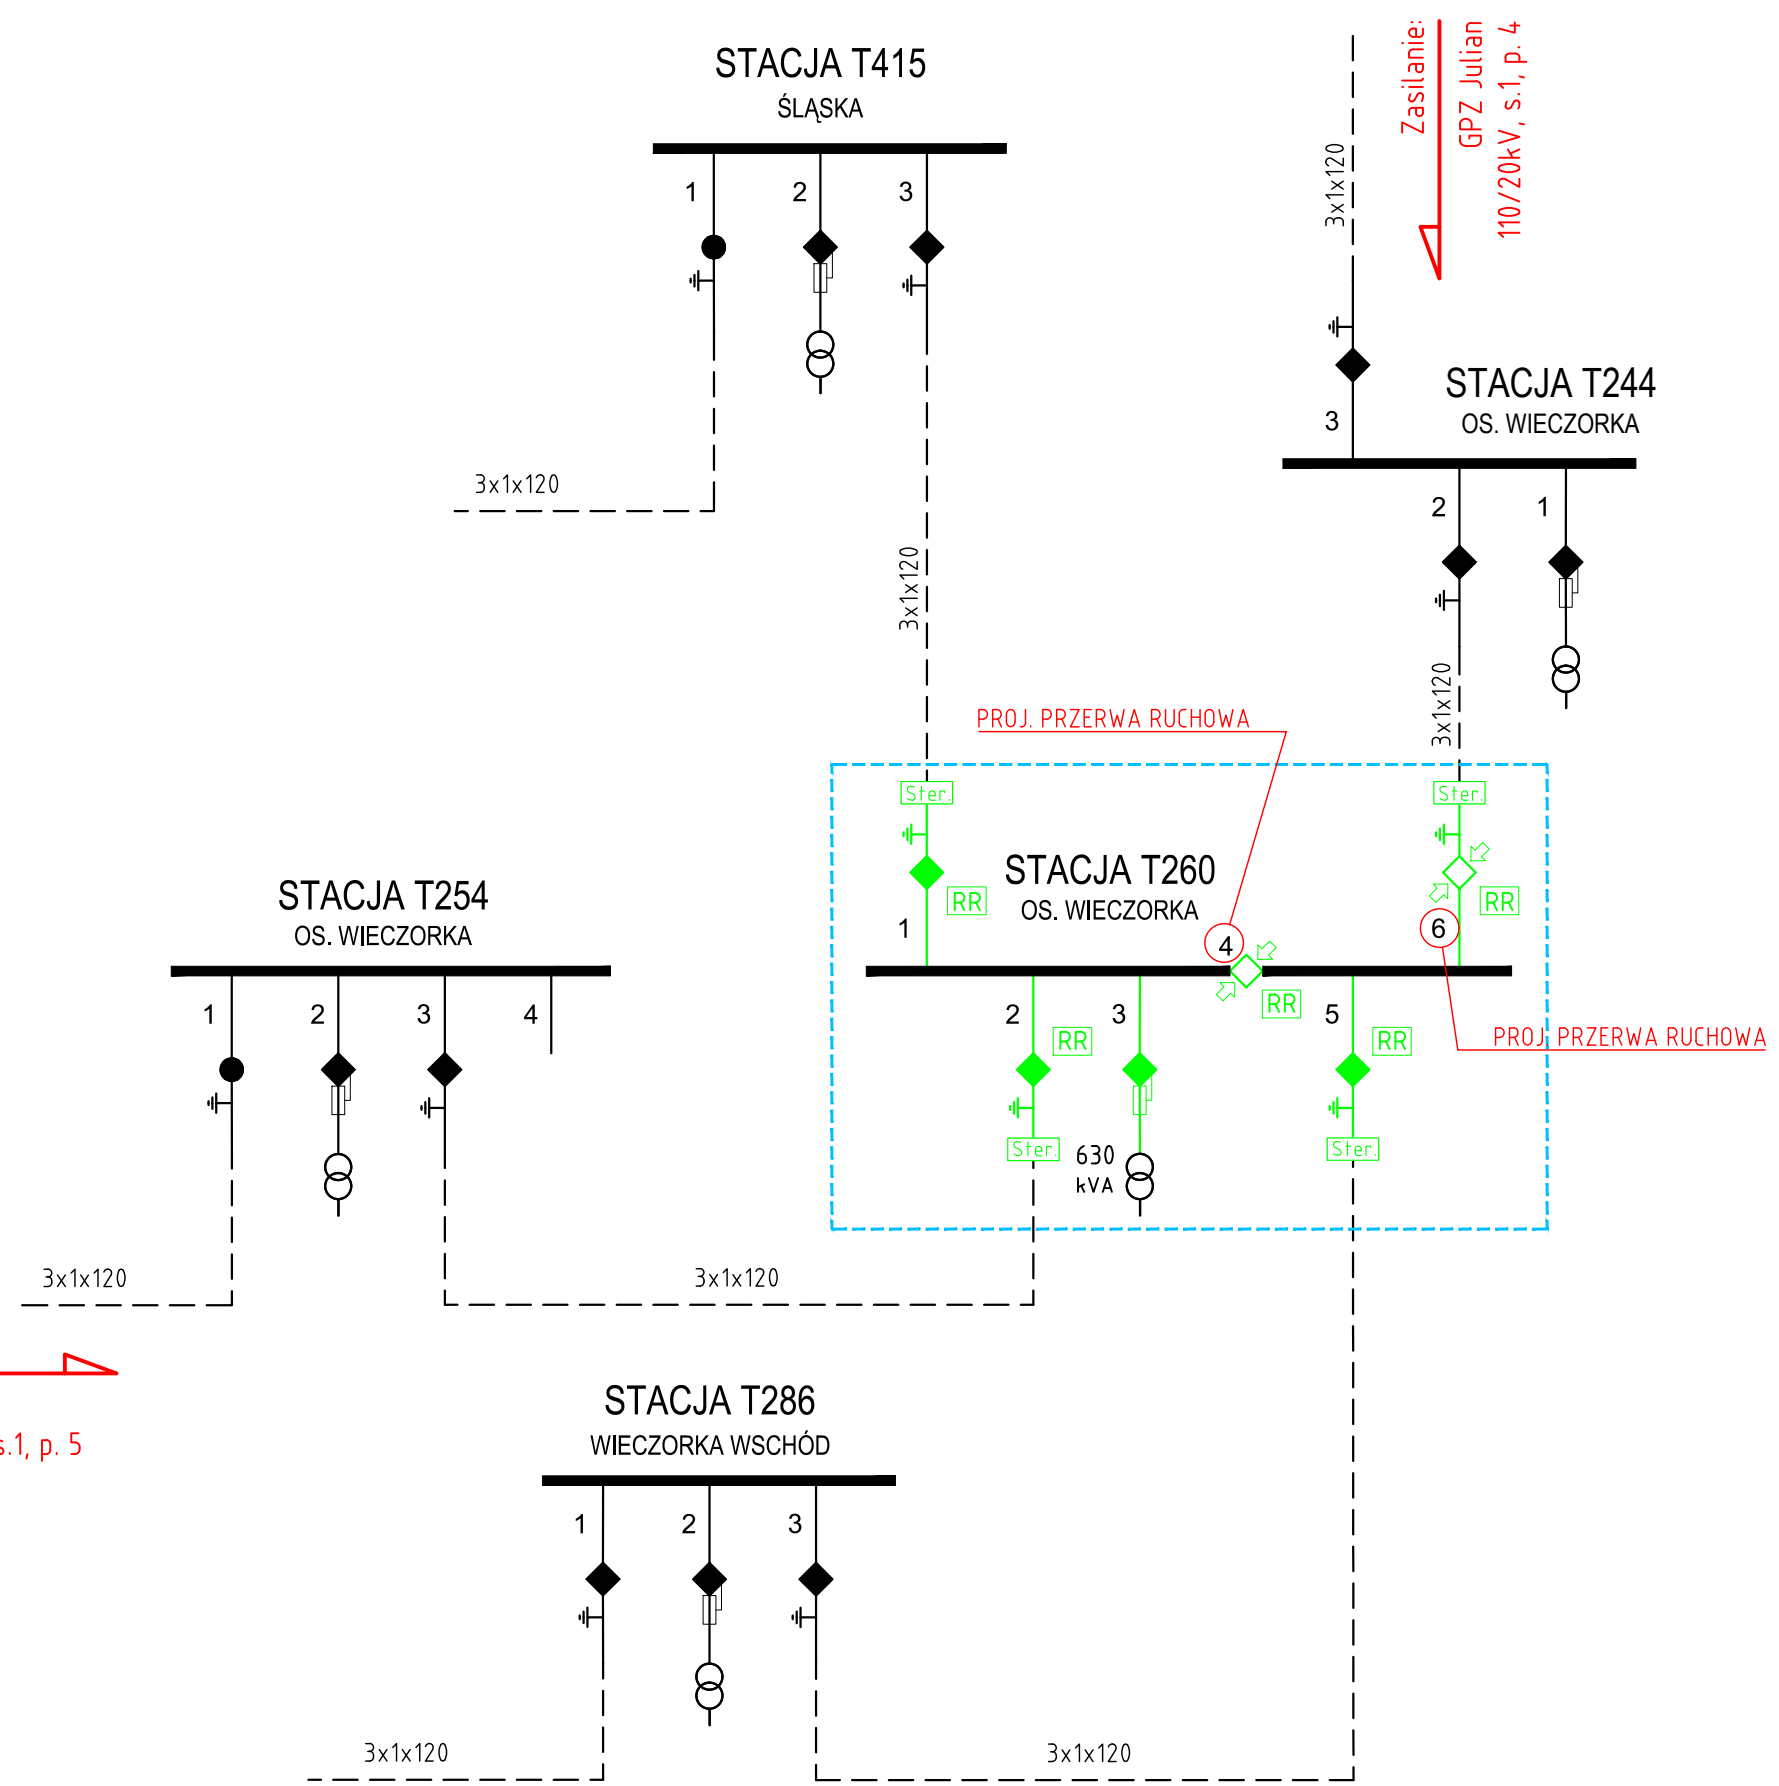 STACJA T415
ŚLĄSKA
1
2
3
3x1x120
3x1x120
3x1x120
Zasilanie:
GPZ Julian
110/20kV, s.1, p. 4
STACJA T244
OS. WIECZORKA
3
2
1
3x1x120
PROJ. PRZERWA RUCHOWA
Ster.
Ster.
STACJA T260
OS. WIECZORKA
RR
RR
1
4
6
RR
2
3
5
RR
RR
PROJ. PRZERWA RUCHOWA
Ster.
Ster.
630
kVA
STACJA T254
OS. WIECZORKA
1
2
3
4
3x1x120
3x1x120
s.1, p. 5
STACJA T286
WIECZORKA WSCHÓD
1
2
3
3x1x120
3x1x120